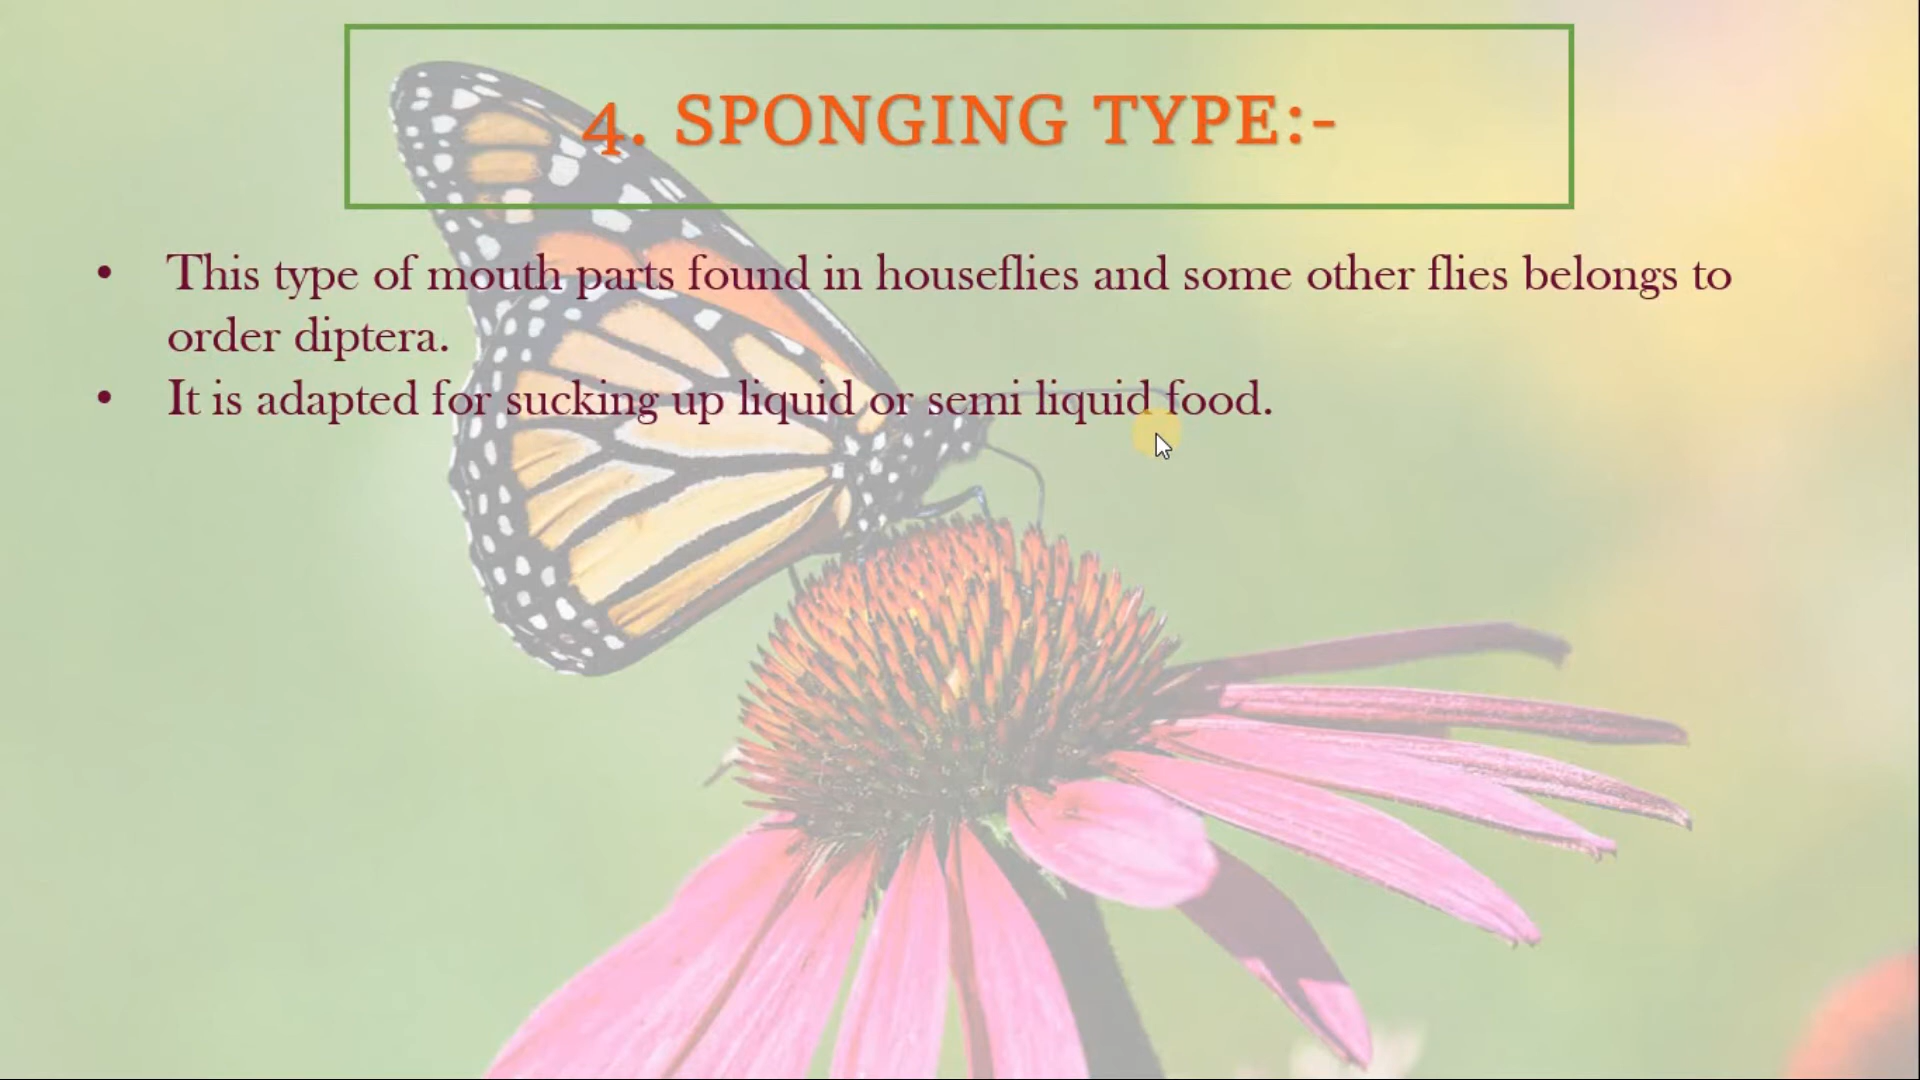 4. SPONGING TYPE:-
• This type of mouth parts found in houseflies and some other flies belongs to
order diptera.
• It is adapted for sucking up liquid or semi liquid food.